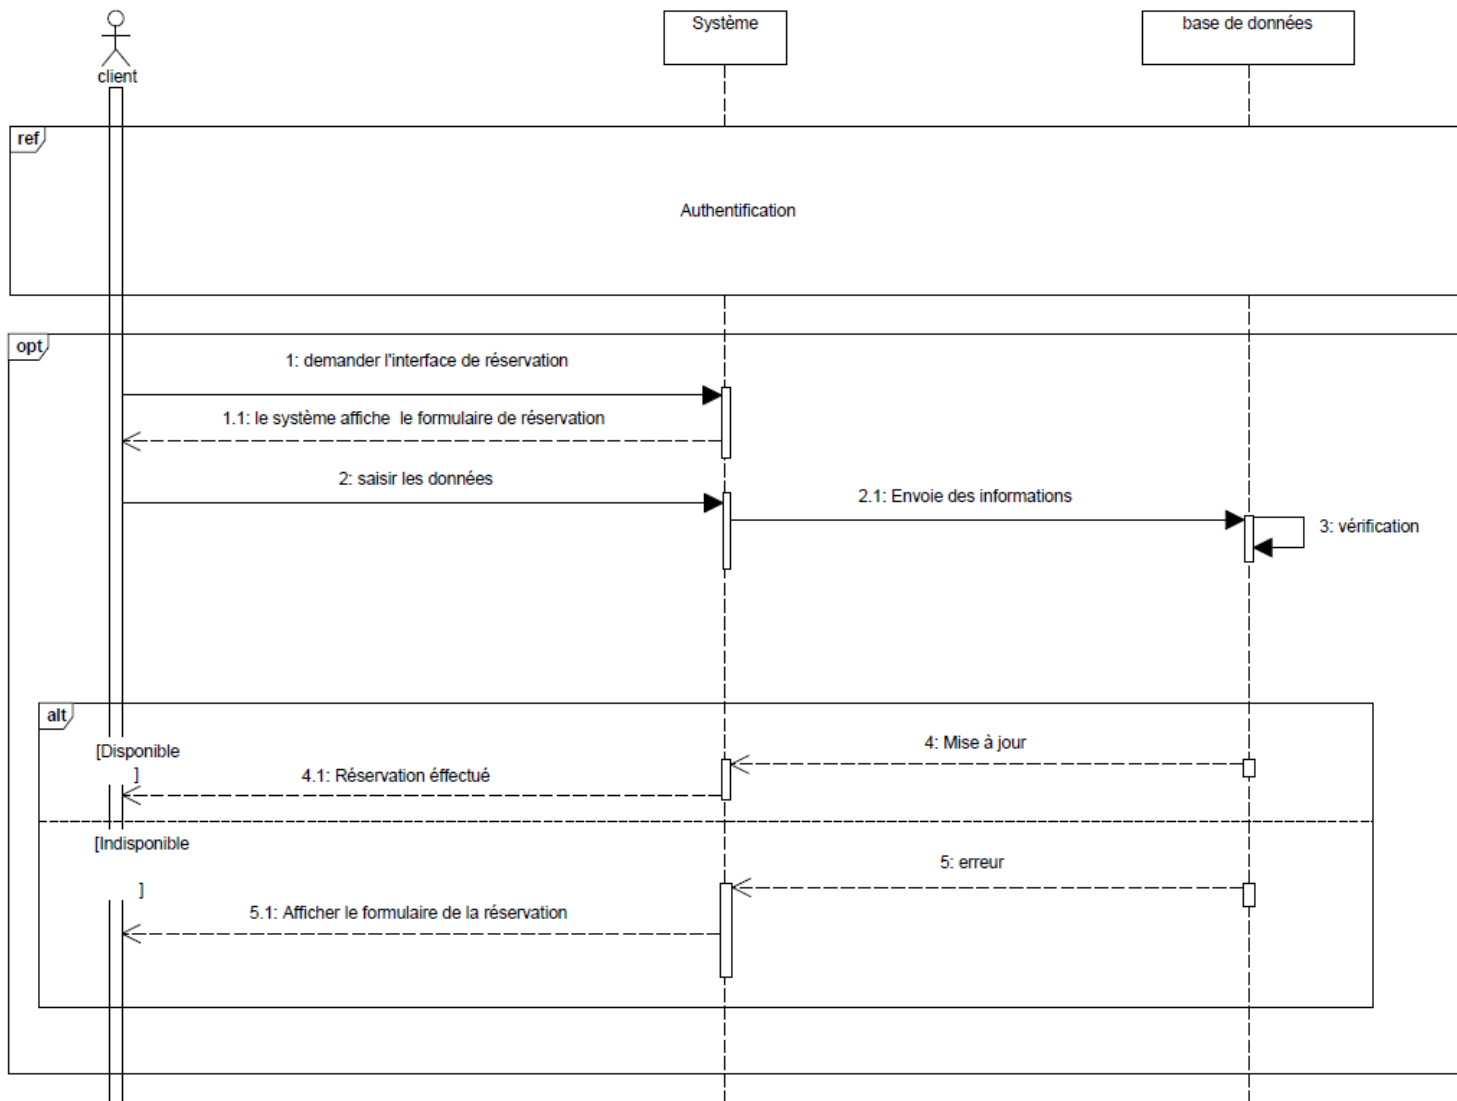 client
Système
base de données
ref
Authentification
opt
1: demander l'interface de réservation
1.1: le système affiche  le formulaire de réservation
2: saisir les données
2.1: Envoie des informations
3: vérification
alt
[Disponible
]
4: Mise à jour
4.1: Réservation éffectué
[Indisponible
]
5: erreur
5.1: Afficher le formulaire de la réservation